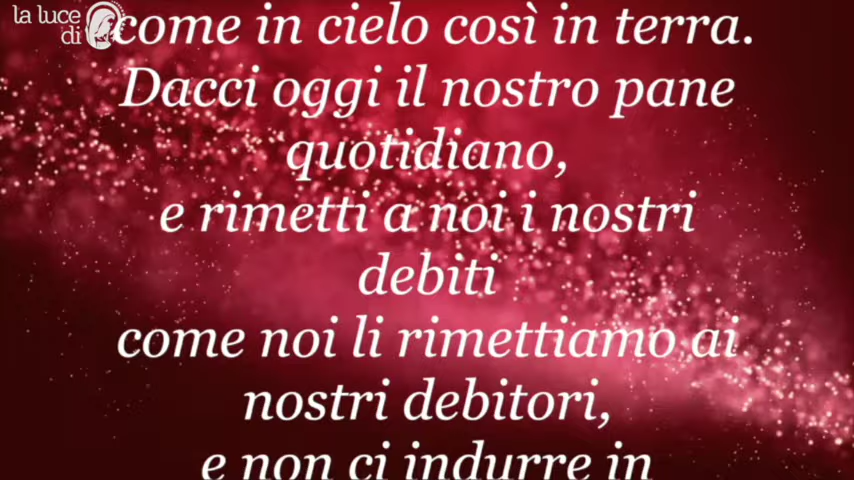 la luce
di
come in cielo così in terra.
Dacci oggi il nostro pane
quotidiano,
e rimetti a noi i nostri
debiti
come noi li rimettiamo ai
nostri debitori,
e non ci indurre in